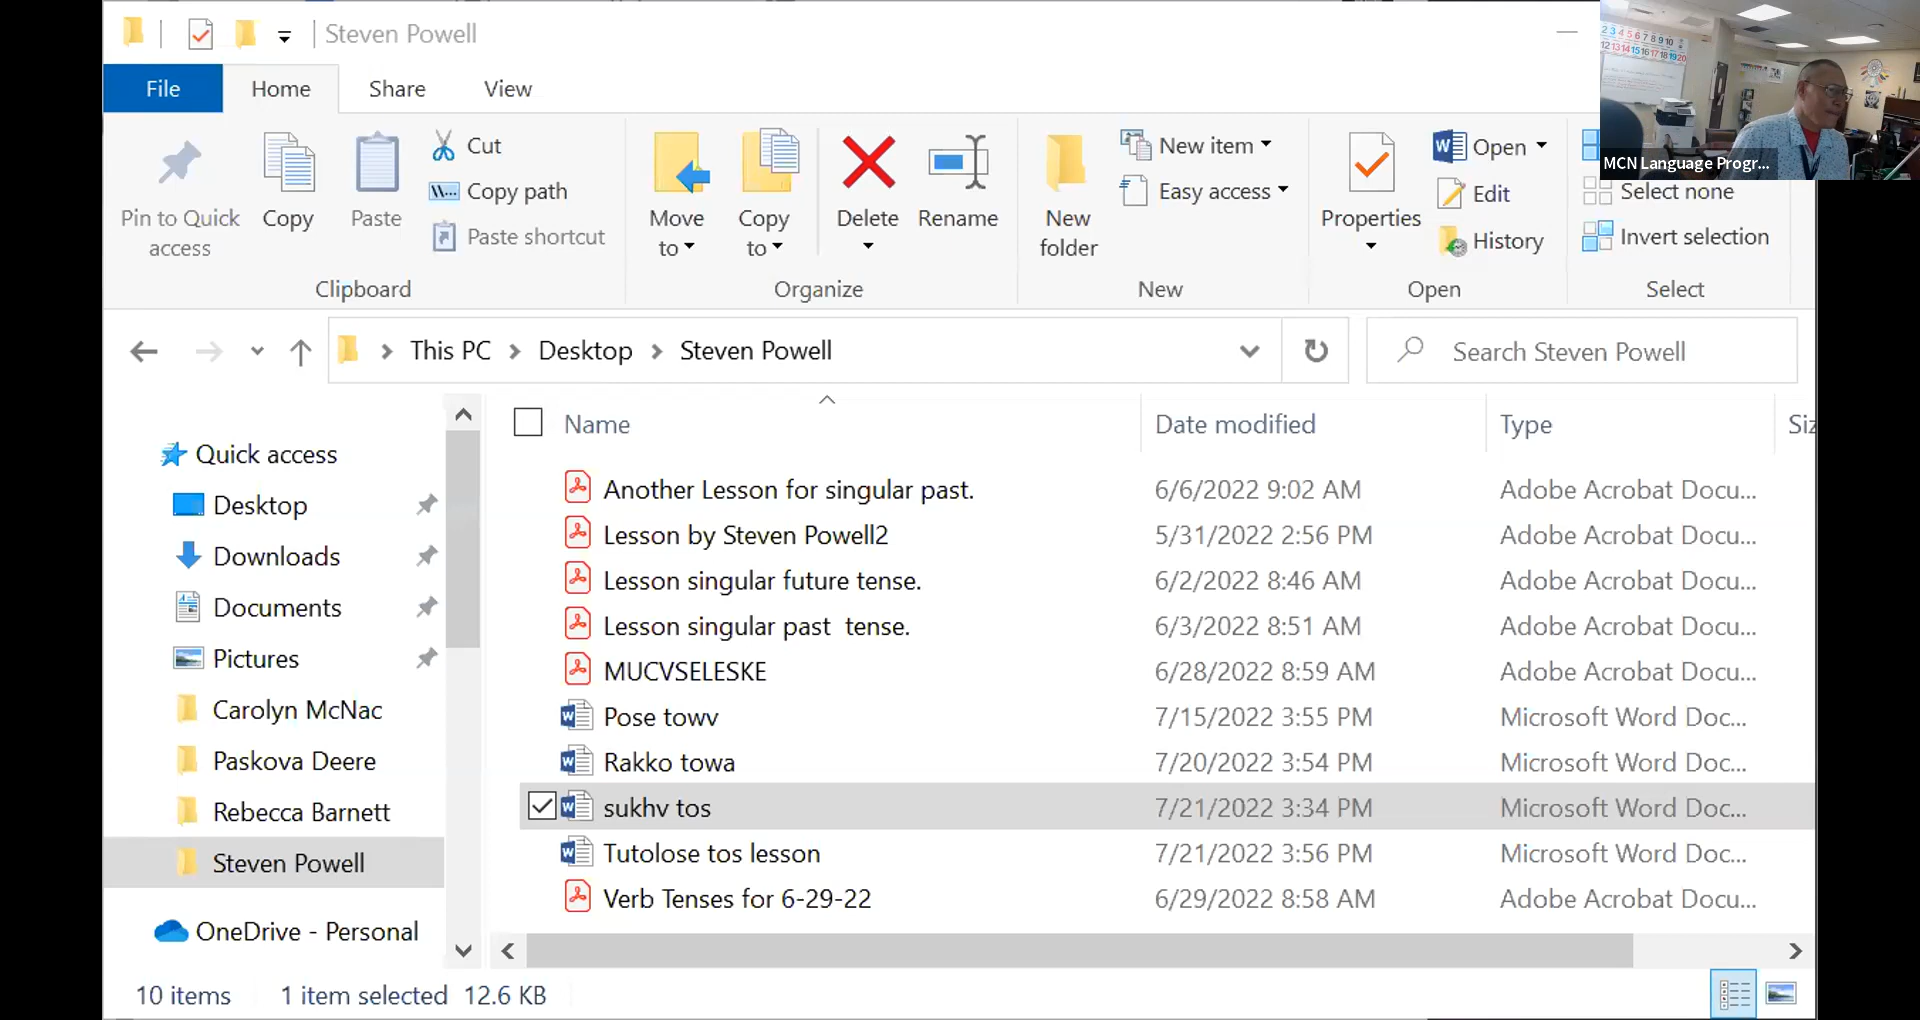 Steven Powell
File Home Share View
Pin to Quick access
Copy
Paste
Cut
Copy path
Paste shortcut
Clipboard
Move to
Copy to
Delete
Rename
Organize
New folder
New item
Easy access
New
Properties
Open
Edit
History
Open
Select none
Invert selection
Select
MCN Language Progr...
This PC Desktop Steven Powell
Search Steven Powell
Quick access
Desktop
Downloads
Documents
Pictures
Carolyn McNac
Paskova Deere
Rebecca Barnett
Steven Powell
OneDrive - Personal
Name Date modified Type Siz
Another Lesson for singular past. 6/6/2022 9:02 AM Adobe Acrobat Docu...
Lesson by Steven Powell2 5/31/2022 2:56 PM Adobe Acrobat Docu...
Lesson singular future tense. 6/2/2022 8:46 AM Adobe Acrobat Docu...
Lesson singular past  tense. 6/3/2022 8:51 AM Adobe Acrobat Docu...
MUCVSELESKE 6/28/2022 8:59 AM Adobe Acrobat Docu...
Pose towv 7/15/2022 3:55 PM Microsoft Word Doc...
Rakko towa 7/20/2022 3:54 PM Microsoft Word Doc...
sukhv tos 7/21/2022 3:34 PM Microsoft Word Doc...
Tutolose tos lesson 7/21/2022 3:56 PM Microsoft Word Doc...
Verb Tenses for 6-29-22 6/29/2022 8:58 AM Adobe Acrobat Docu...
10 items 1 item selected 12.6 KB